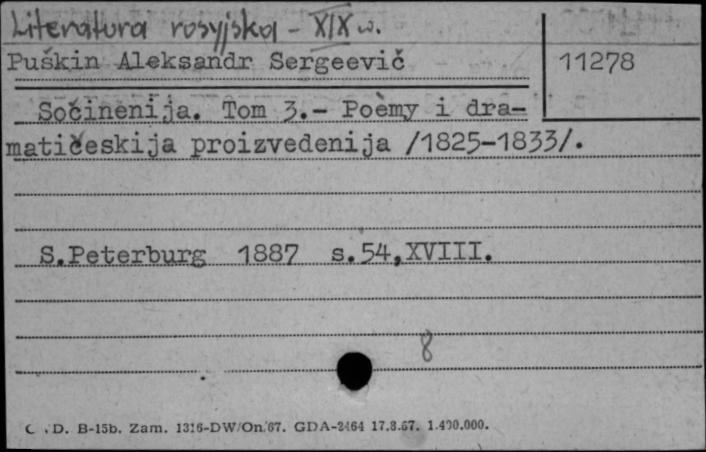 Literatura rosyjska - XIX w.
Puškin Aleksandr Sergeevič
11278
Sočinenija. Tom 3.- Poèmy i dra-
matičeskija proizvedenija /1825-1833/.
S.Peterburg 1887 s.54,XVIII.
8
D. B-15b. Zam. 1316-DW/On.67. GDA-2464 17.8.67. 1.400.000.